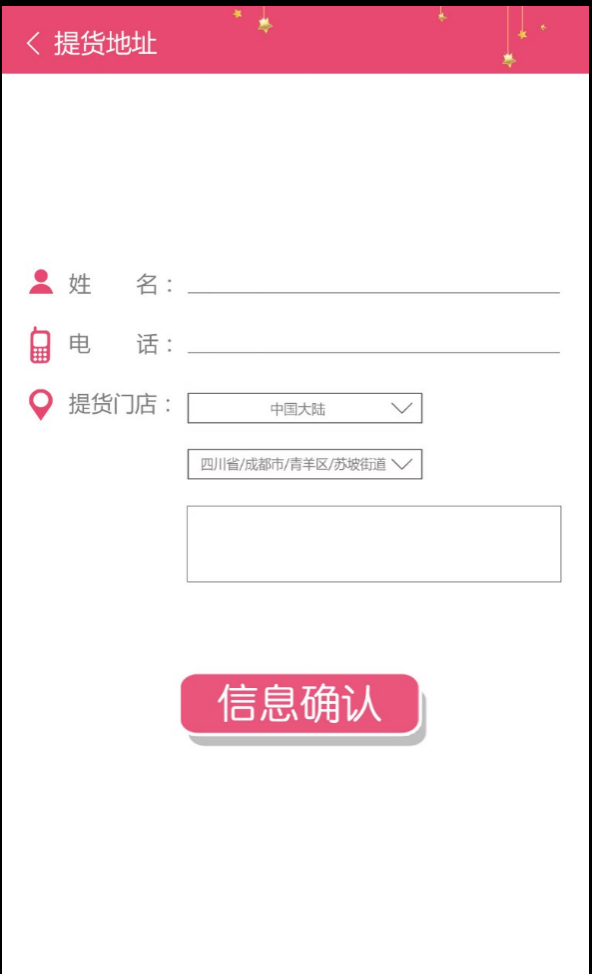 提货地址
姓 名：
电 话：
提货门店：
中国大陆
四川省/成都市/青羊区/苏坡街道
信息确认